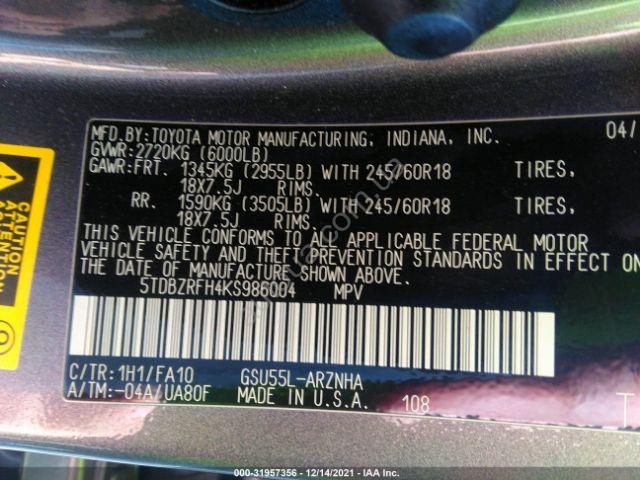 MFD.BY:TOYOTA MOTOR MANUFACTURING, INDIANA, INC. 04/
GVWR:2720KG (6000LB)
GAWR:FRT. 1345KG (2955LB) WITH 245/60R18 TIRES,
18X7.5J RIMS.
RR. 1590KG (3505LB) WITH 245/60R18 TIRES,
18X7.5J RIMS.
THIS VEHICLE CONFORMS TO ALL APPLICABLE FEDERAL MOTOR
VEHICLE SAFETY AND THEFT PREVENTION STANDARDS IN EFFECT ON
THE DATE OF MANUFACTURE SHOWN ABOVE.
5TDBZRFH4KS986004 MPV
C/TR:1H1/FA10 GSU55L-ARZNHA
A/TM:-04A/UA80F MADE IN U.S.A. 108
CAUTION
ATTENTION
000-31957356 - 12/14/2021 - IAA Inc.